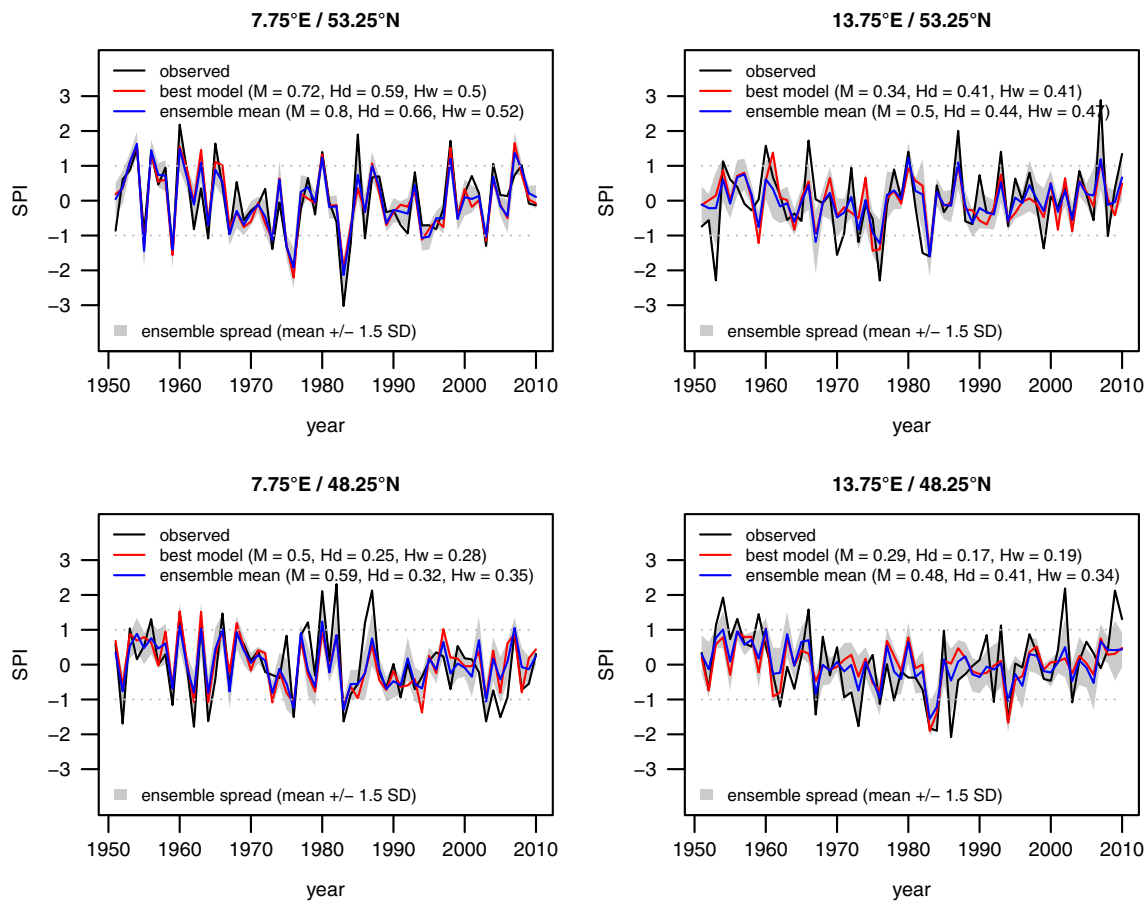 7.75°E / 53.25°N
observed
best model (M = 0.72, Hd = 0.59, Hw = 0.5)
ensemble mean (M = 0.8, Hd = 0.66, Hw = 0.52)
3
2
1
0
−1
−2
−3
SPI
ensemble spread (mean +/− 1.5 SD)
1950 1960 1970 1980 1990 2000 2010
year
13.75°E / 53.25°N
observed
best model (M = 0.34, Hd = 0.41, Hw = 0.41)
ensemble mean (M = 0.5, Hd = 0.44, Hw = 0.47)
3
2
1
0
−1
−2
−3
SPI
ensemble spread (mean +/− 1.5 SD)
1950 1960 1970 1980 1990 2000 2010
year
7.75°E / 48.25°N
observed
best model (M = 0.5, Hd = 0.25, Hw = 0.28)
ensemble mean (M = 0.59, Hd = 0.32, Hw = 0.35)
3
2
1
0
−1
−2
−3
SPI
ensemble spread (mean +/− 1.5 SD)
1950 1960 1970 1980 1990 2000 2010
year
13.75°E / 48.25°N
observed
best model (M = 0.29, Hd = 0.17, Hw = 0.19)
ensemble mean (M = 0.48, Hd = 0.41, Hw = 0.34)
3
2
1
0
−1
−2
−3
SPI
ensemble spread (mean +/− 1.5 SD)
1950 1960 1970 1980 1990 2000 2010
year